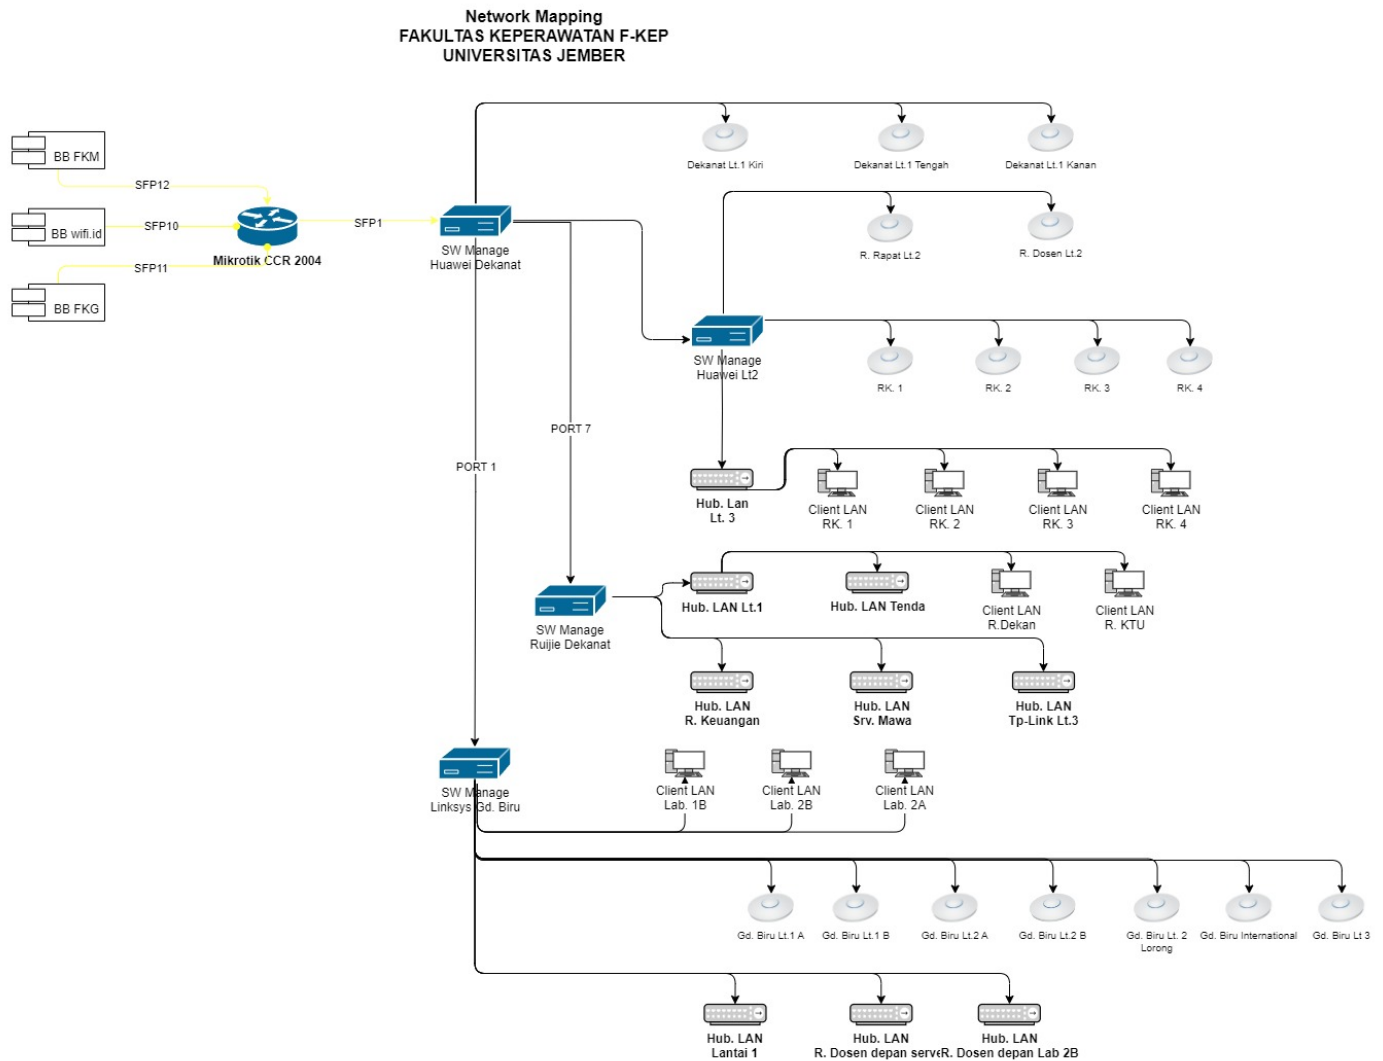 Network Mapping
FAKULTAS KEPERAWATAN F-KEP
UNIVERSITAS JEMBER
BB FKM
SFP12
BB wifi.id
SFP10
SFP1
Mikrotik CCR 2004
SFP11
BB FKG
SW Manage
Huawei Dekanat
Dekanat Lt.1 Kiri
Dekanat Lt.1 Tengah
Dekanat Lt.1 Kanan
R. Rapat Lt.2
R. Dosen Lt.2
SW Manage
Huawei Lt2
RK. 1
RK. 2
RK. 3
RK. 4
PORT 7
PORT 1
Hub. Lan
Lt. 3
Client LAN
RK. 1
Client LAN
RK. 2
Client LAN
RK. 3
Client LAN
RK. 4
SW Manage
Ruijie Dekanat
Hub. LAN Lt.1
Hub. LAN Tenda
Client LAN
R.Dekan
Client LAN
R. KTU
Hub. LAN
R. Keuangan
Hub. LAN
Srv. Mawa
Hub. LAN
Tp-Link Lt.3
SW Manage
Linksys Gd. Biru
Client LAN
Lab. 1B
Client LAN
Lab. 2B
Client LAN
Lab. 2A
Gd. Biru Lt.1 A
Gd. Biru Lt.1 B
Gd. Biru Lt.2 A
Gd. Biru Lt.2 B
Gd. Biru Lt. 2
Lorong
Gd. Biru International
Gd. Biru Lt 3
Hub. LAN
Lantai 1
Hub. LAN
R. Dosen depan serve
Hub. LAN
R. Dosen depan Lab 2B